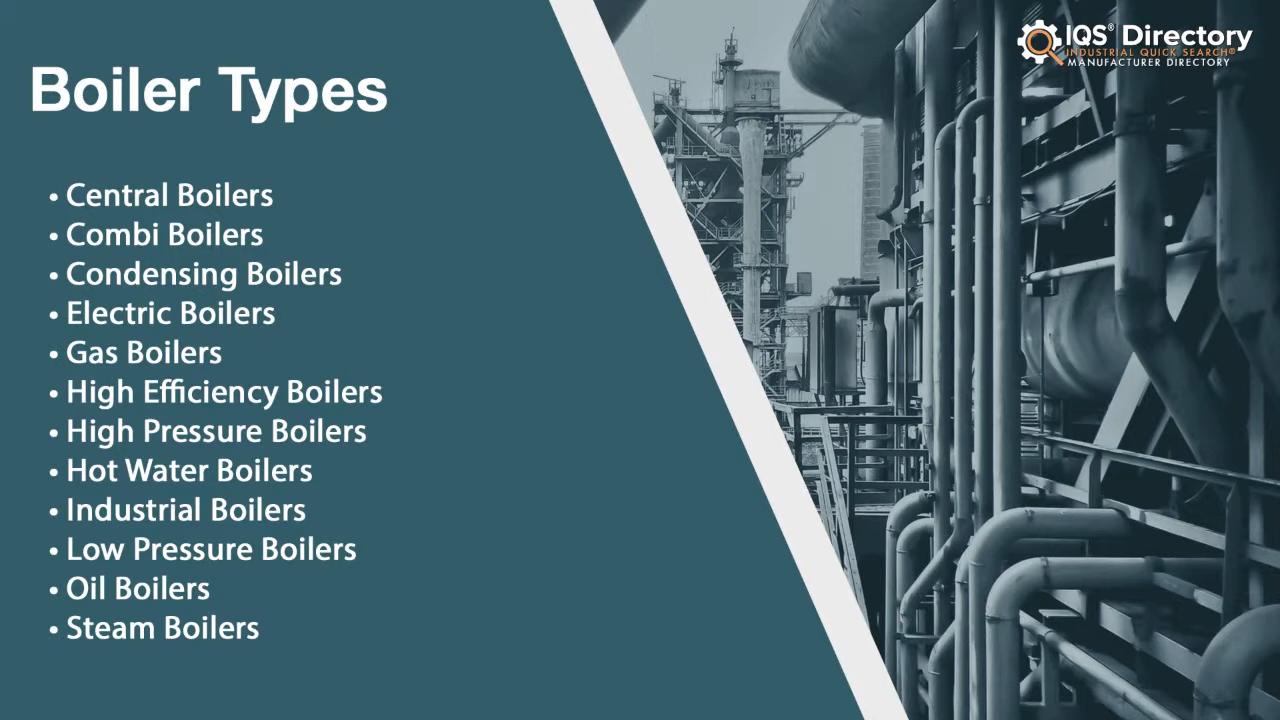 Boiler Types
• Central Boilers
• Combi Boilers
• Condensing Boilers
• Electric Boilers
• Gas Boilers
• High Efficiency Boilers
• High Pressure Boilers
• Hot Water Boilers
• Industrial Boilers
• Low Pressure Boilers
• Oil Boilers
• Steam Boilers
IQS® Directory
INDUSTRIAL QUICK SEARCH®
MANUFACTURER DIRECTORY